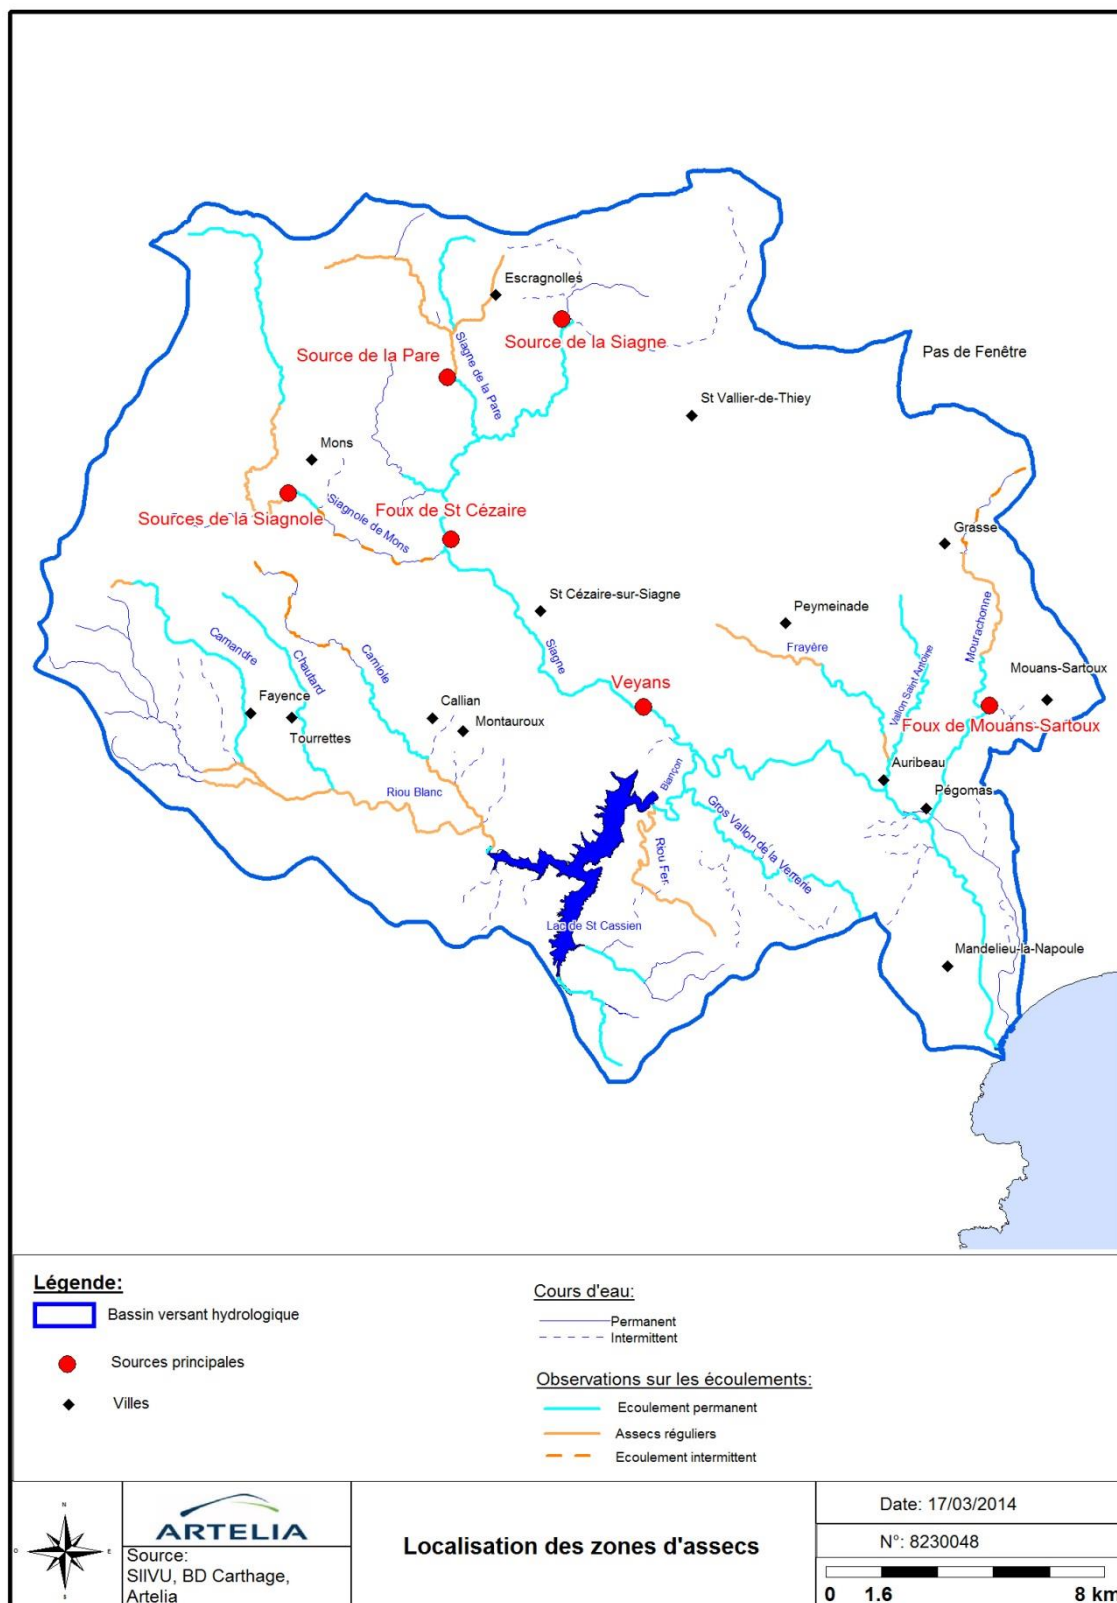 Escragnolles
Source de la Siagne
Source de la Pare
Siagne de la Pare
Pas de Fenêtre
St Vallier-de-Thiey
Mons
Sources de la Siagnole
Siagnole de Mons
Foux de St Cézaire
Grasse
St Cézaire-sur-Siagne
Siagne
Peymeinade
Frayère
Vallon Saint Antoine
Mourachonne
Mouans-Sartoux
Foux de Mouans-Sartoux
Camandre
Chautard
Camiole
Fayence
Tourrettes
Callian
Montauroux
Veyans
Biançon
Riou Blanc
Auribeau
Pégomas
Gros Vallon de la Verrerie
Riou Fer
Lac de St Cassien
Mandelieu-la-Napoule
Légende:
Bassin versant hydrologique
Sources principales
Villes
Cours d'eau:
Permanent
Intermittent
Observations sur les écoulements:
Ecoulement permanent
Assecs réguliers
Ecoulement intermittent
N
O
E
S
ARTELIA
Source:
SIIVU, BD Carthage,
Artelia
Localisation des zones d'assecs
Date: 17/03/2014
N°: 8230048
0 1.6 8 km